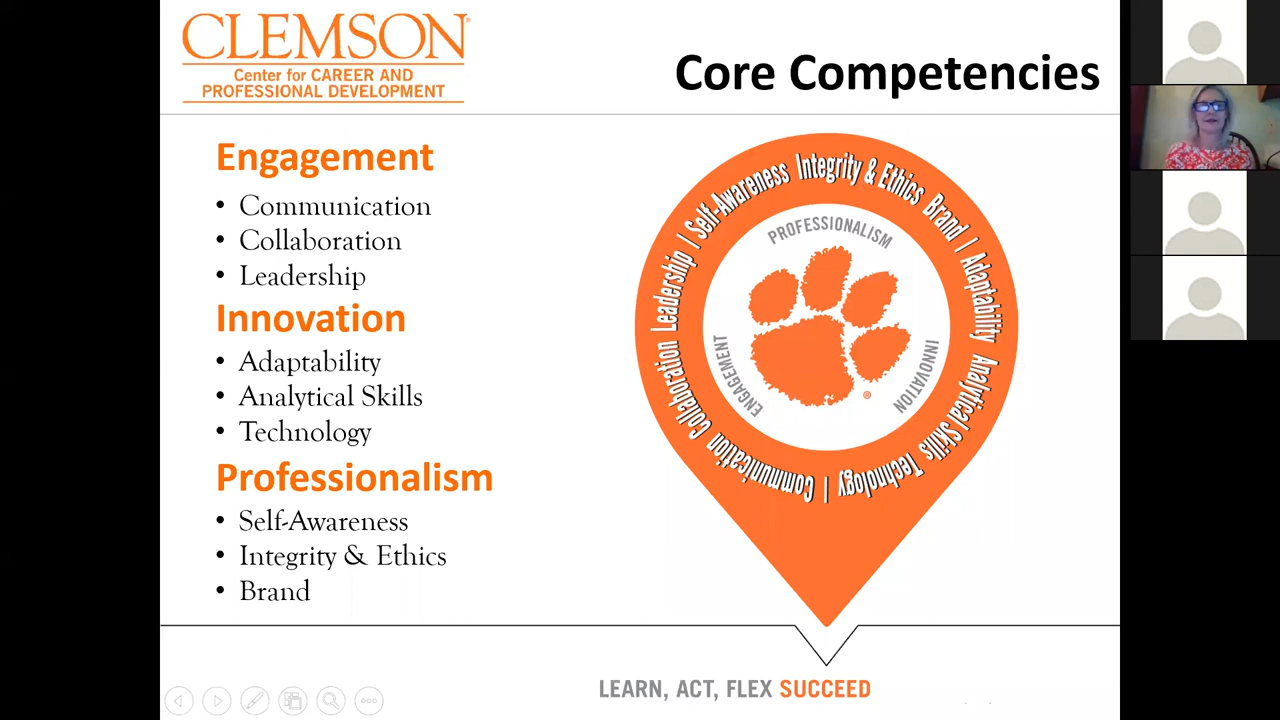 CLEMSON®
Center for CAREER AND
PROFESSIONAL DEVELOPMENT
Core Competencies
Engagement
• Communication
• Collaboration
• Leadership
Innovation
• Adaptability
• Analytical Skills
• Technology
Professionalism
• Self-Awareness
• Integrity & Ethics
• Brand
Communication Collaboration Leadership | Self-Awareness Integrity & Ethics Brand | Adaptability Analytical Skills Technology |
PROFESSIONALISM
ENGAGEMENT
INNOVATION
®
LEARN, ACT, FLEX SUCCEED